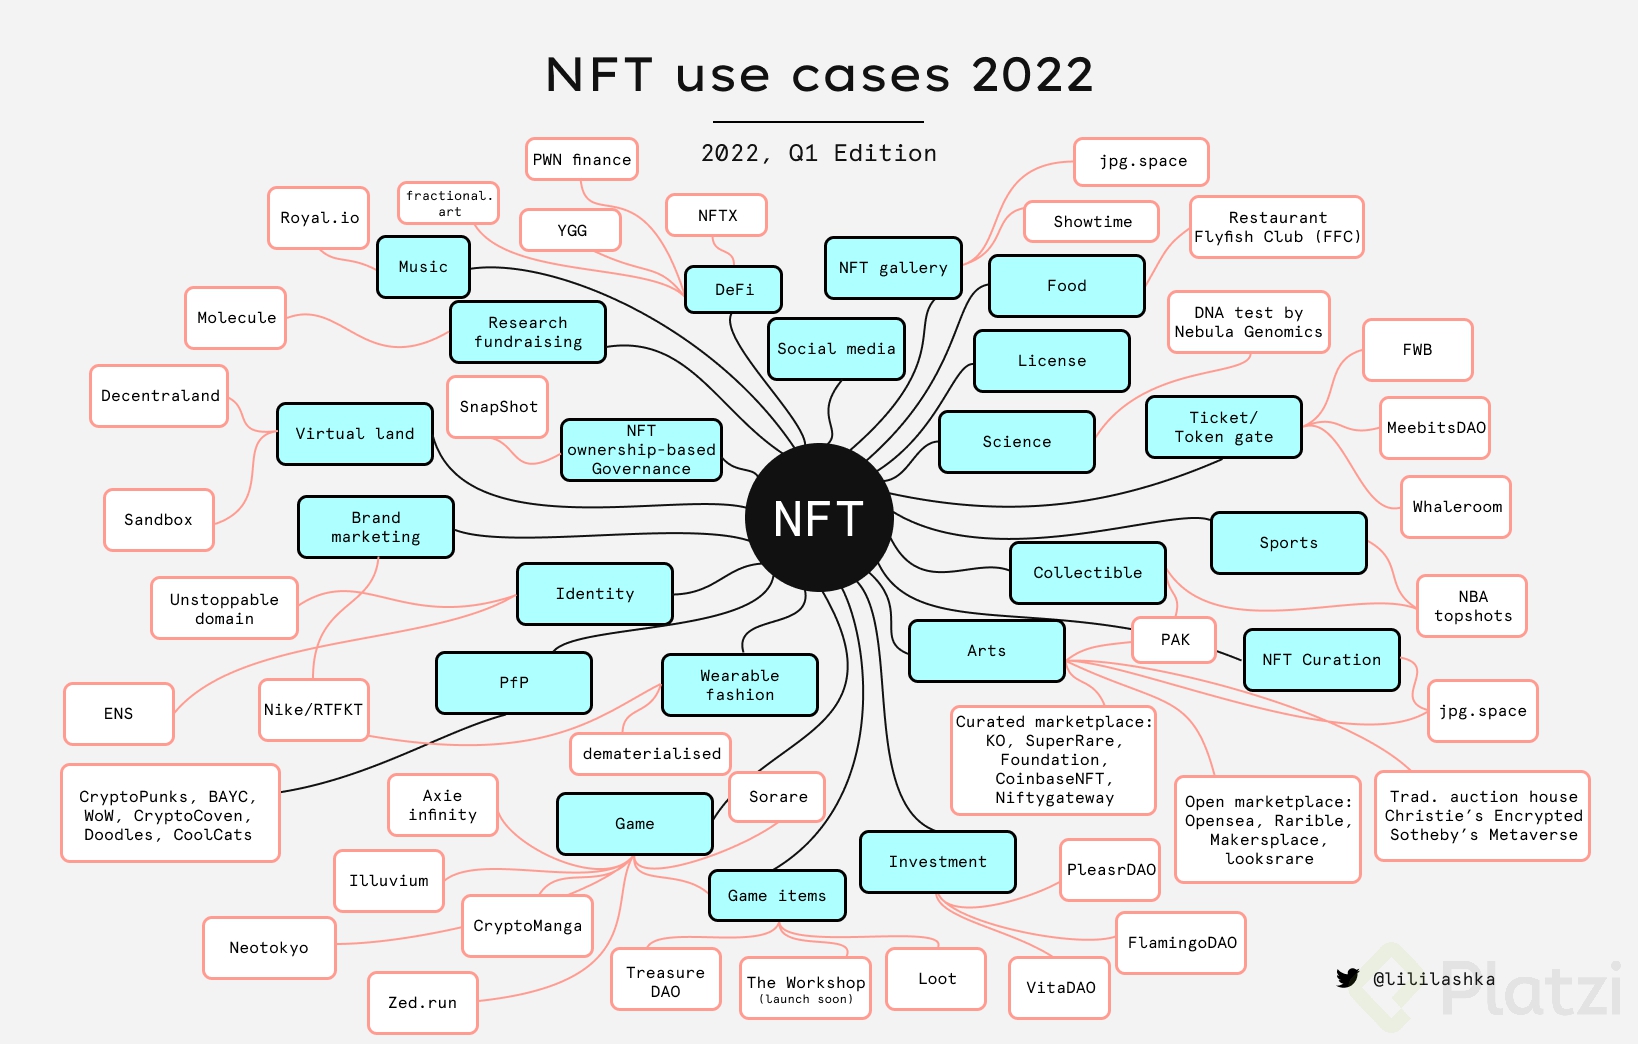 NFT use cases 2022
2022, Q1 Edition
PWN finance
jpg.space
fractional.
art
Royal.io
YGG
NFTX
Showtime
Restaurant
Flyfish Club (FFC)
Music
DeFi
NFT gallery
Food
Molecule
Research
fundraising
Social media
License
DNA test by
Nebula Genomics
FWB
Decentraland
SnapShot
Virtual land
NFT
ownership-based
Governance
Science
Ticket/
Token gate
MeebitsDAO
Sandbox
Brand
marketing
NFT
Whaleroom
Sports
Collectible
Unstoppable
domain
Identity
NBA
topshots
PAK
Arts
NFT Curation
ENS
Nike/RTFKT
PfP
Wearable
fashion
jpg.space
dematerialised
Curated marketplace:
KO, SuperRare,
Foundation,
CoinbaseNFT,
Niftygateway
CryptoPunks, BAYC,
WoW, CryptoCoven,
Doodles, CoolCats
Axie
infinity
Sorare
Game
Open marketplace:
Opensea, Rarible,
Makersplace,
looksrare
Trad. auction house
Christie’s Encrypted
Sotheby’s Metaverse
Illuvium
Game items
Investment
PleasrDAO
Neotokyo
CryptoManga
FlamingoDAO
Zed.run
Treasure
DAO
The Workshop
(launch soon)
Loot
VitaDAO
@lililashka
Platzi